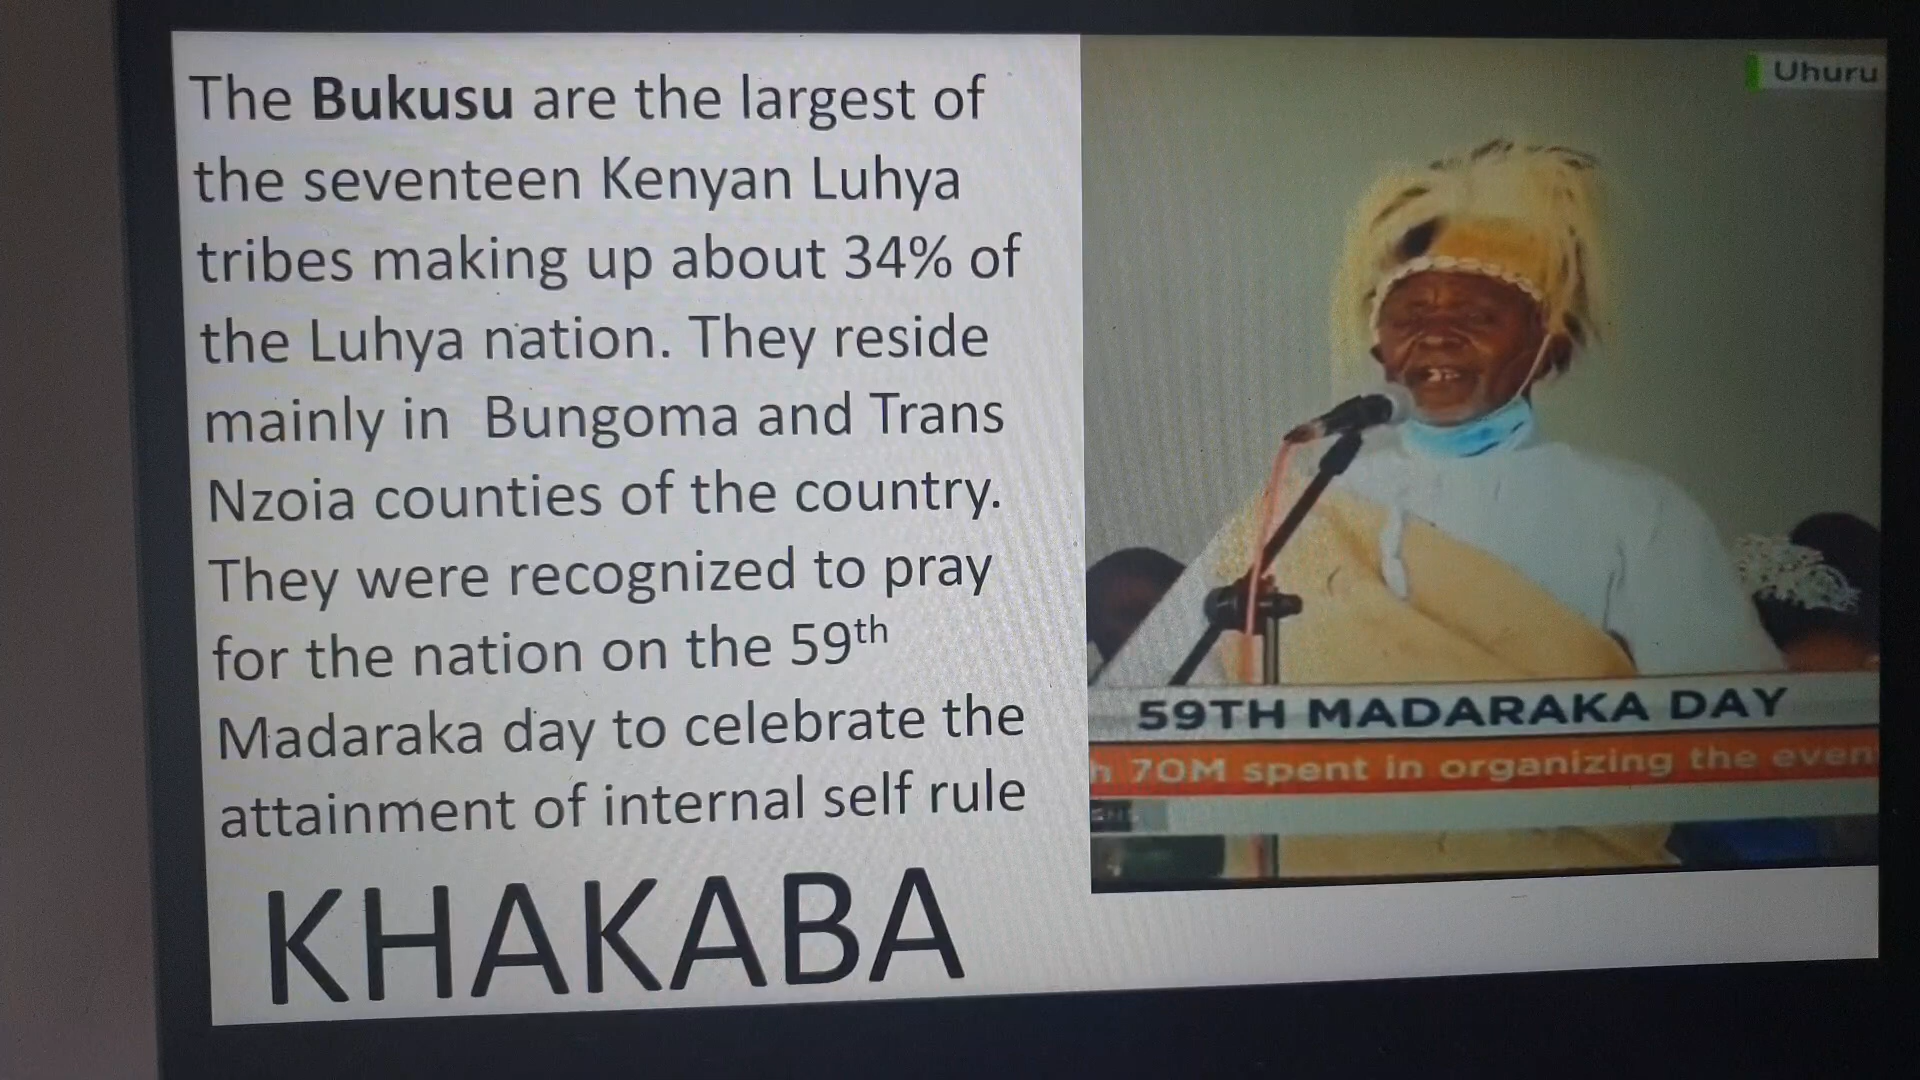 The Bukusu are the largest of
the seventeen Kenyan Luhya
tribes making up about 34% of
the Luhya nation. They reside
mainly in Bungoma and Trans
Nzoia counties of the country.
They were recognized to pray
for the nation on the 59th
Madaraka day to celebrate the
attainment of internal self rule
KHAKABA
Uhuru
59TH MADARAKA DAY
70M spent in organizing the even